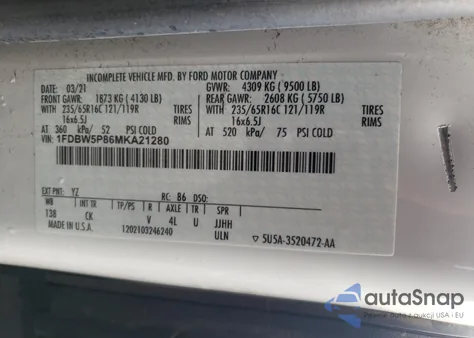 INCOMPLETE VEHICLE MFD. BY FORD MOTOR COMPANY
DATE: 03/21 GVWR: 4309 KG ( 9500 LB)
FRONT GAWR: 1873 KG ( 4130 LB) REAR GAWR: 2608 KG ( 5750 LB)
WITH 235/65R16C 121/119R TIRES WITH 235/65R16C 121/119R TIRES
16x6.5J RIMS 16x6.5J RIMS
AT 360 kPa/ 52 PSI COLD AT 520 kPa/ 75 PSI COLD
VIN: 1FDBW5P86MKA21280
EXT PNT: YZ RC: 86 DSO:
WB TP/PS R AXLE TR SPR
138 CK V 4L U JJHH
MADE IN U.S.A. 1202103246240 ULN 5U5A-3520472-AA
autoSnap